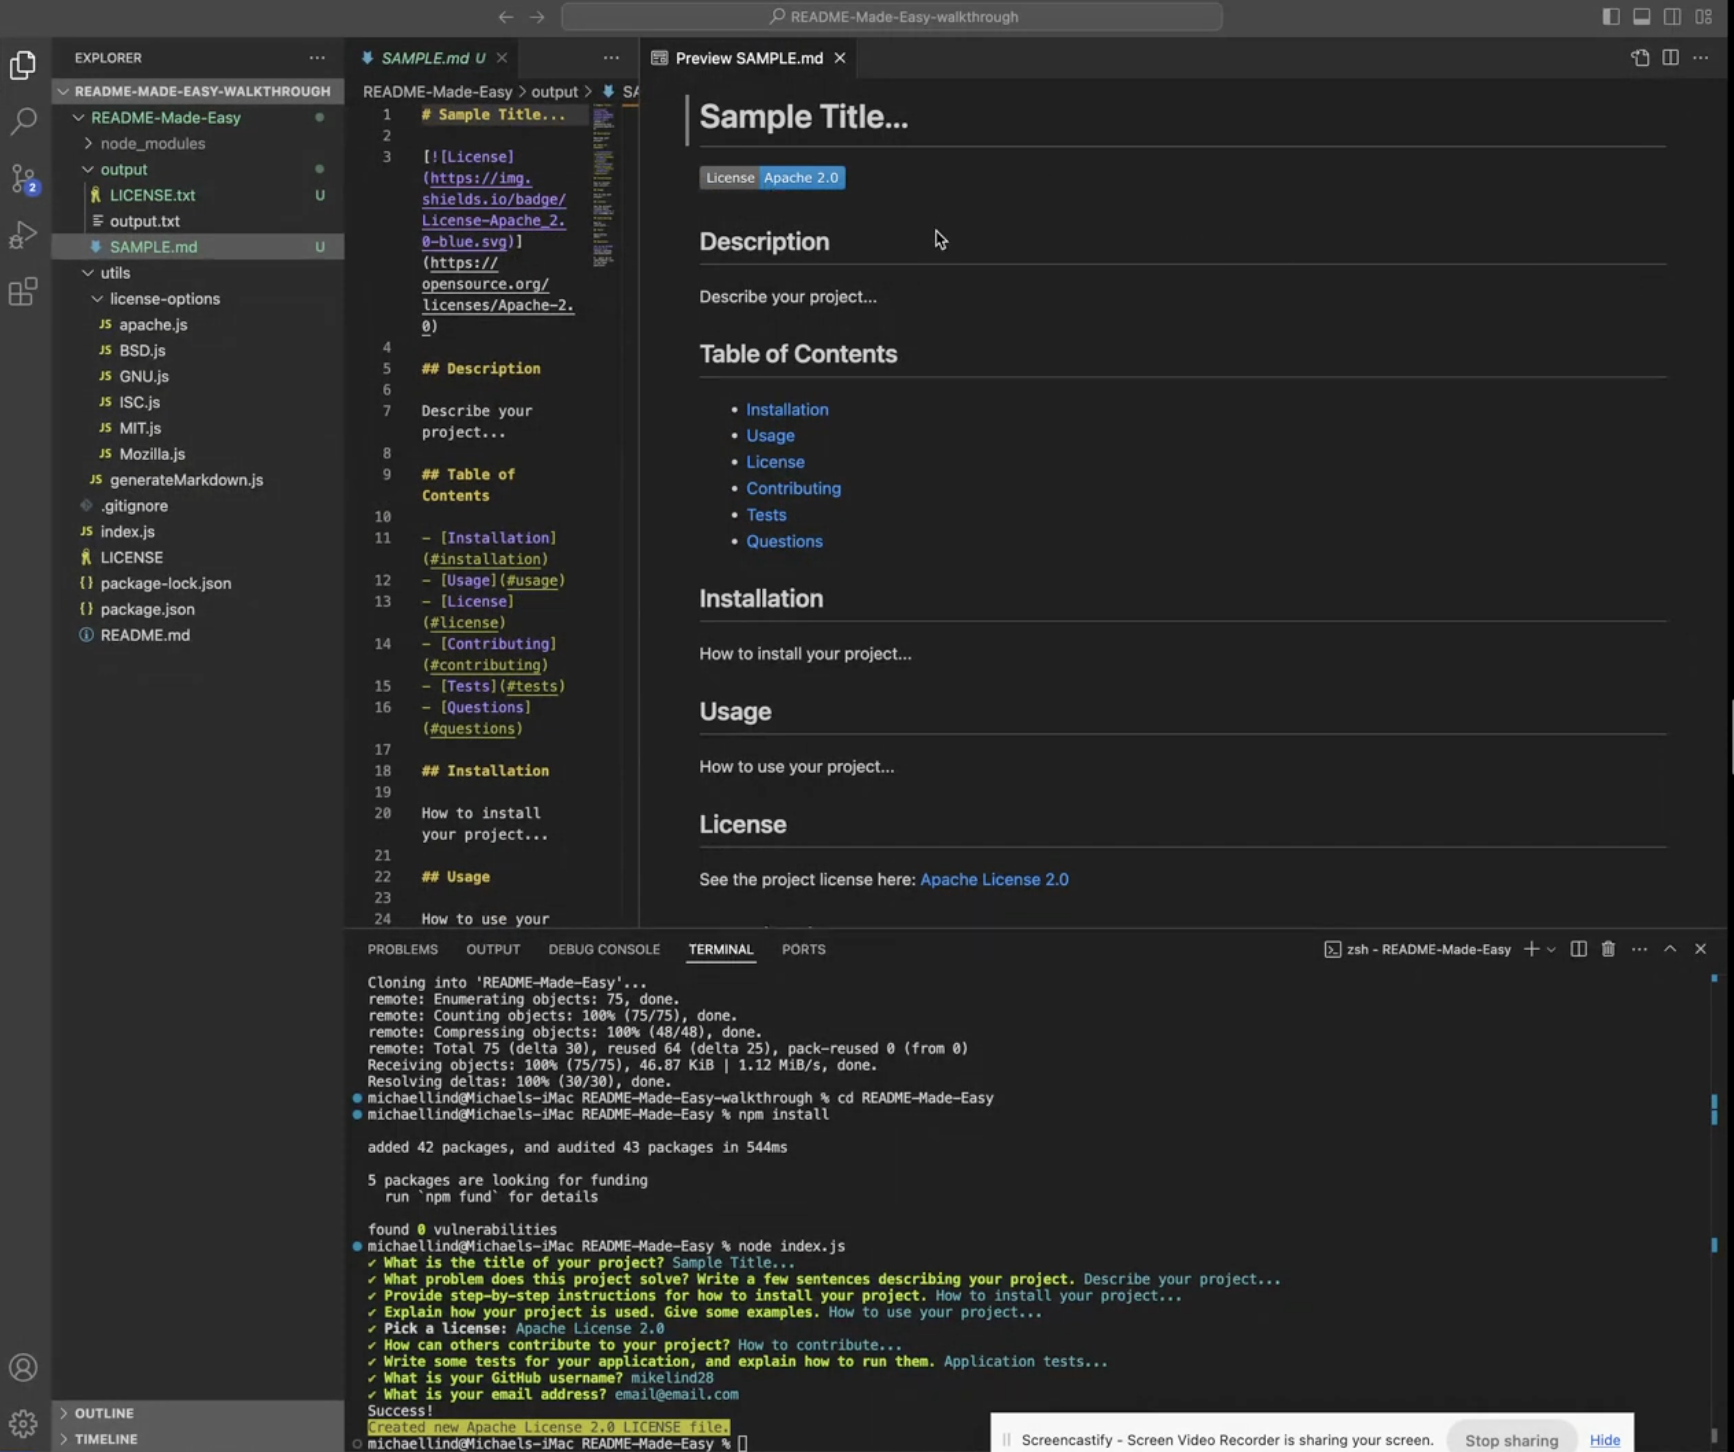 README-Made-Easy-walkthrough
EXPLORER
README-MADE-EASY-WALKTHROUGH
README-Made-Easy
node_modules
output
LICENSE.txt U
output.txt
SAMPLE.md U
utils
license-options
JS apache.js
JS BSD.js
JS GNU.js
JS ISC.js
JS MIT.js
JS Mozilla.js
JS generateMarkdown.js
.gitignore
JS index.js
LICENSE
{} package-lock.json
{} package.json
README.md
2
OUTLINE
TIMELINE
SAMPLE.md U
README-Made-Easy > output > SA
1 # Sample Title...
2
3 [![License]
(https://img.
shields.io/badge/
License-Apache_2.
0-blue.svg)]
(https://
opensource.org/
licenses/Apache-2.
0)
4
5 ## Description
6
7 Describe your
project...
8
9 ## Table of
Contents
10
11 - [Installation]
(#installation)
12 - [Usage](#usage)
13 - [License]
(#license)
14 - [Contributing]
(#contributing)
15 - [Tests](#tests)
16 - [Questions]
(#questions)
17
18 ## Installation
19
20 How to install
your project...
21
22 ## Usage
23
24 How to use your
Preview SAMPLE.md
Sample Title...
License Apache 2.0
Description
Describe your project...
Table of Contents
• Installation
• Usage
• License
• Contributing
• Tests
• Questions
Installation
How to install your project...
Usage
How to use your project...
License
See the project license here: Apache License 2.0
PROBLEMS OUTPUT DEBUG CONSOLE TERMINAL PORTS
zsh - README-Made-Easy
Cloning into 'README-Made-Easy'...
remote: Enumerating objects: 75, done.
remote: Counting objects: 100% (75/75), done.
remote: Compressing objects: 100% (48/48), done.
remote: Total 75 (delta 30), reused 64 (delta 25), pack-reused 0 (from 0)
Receiving objects: 100% (75/75), 46.87 KiB | 1.12 MiB/s, done.
Resolving deltas: 100% (30/30), done.
michaellind@Michaels-iMac README-Made-Easy-walkthrough % cd README-Made-Easy
michaellind@Michaels-iMac README-Made-Easy % npm install
added 42 packages, and audited 43 packages in 544ms
5 packages are looking for funding
run `npm fund` for details
found 0 vulnerabilities
michaellind@Michaels-iMac README-Made-Easy % node index.js
✔ What is the title of your project? Sample Title...
✔ What problem does this project solve? Write a few sentences describing your project. Describe your project...
✔ Provide step-by-step instructions for how to install your project. How to install your project...
✔ Explain how your project is used. Give some examples. How to use your project...
✔ Pick a license: Apache License 2.0
✔ How can others contribute to your project? How to contribute...
✔ Write some tests for your application, and explain how to run them. Application tests...
✔ What is your GitHub username? mikelind28
✔ What is your email address? email@email.com
Success!
Created new Apache License 2.0 LICENSE file.
michaellind@Michaels-iMac README-Made-Easy %
Screencastify - Screen Video Recorder is sharing your screen. Stop sharing Hide